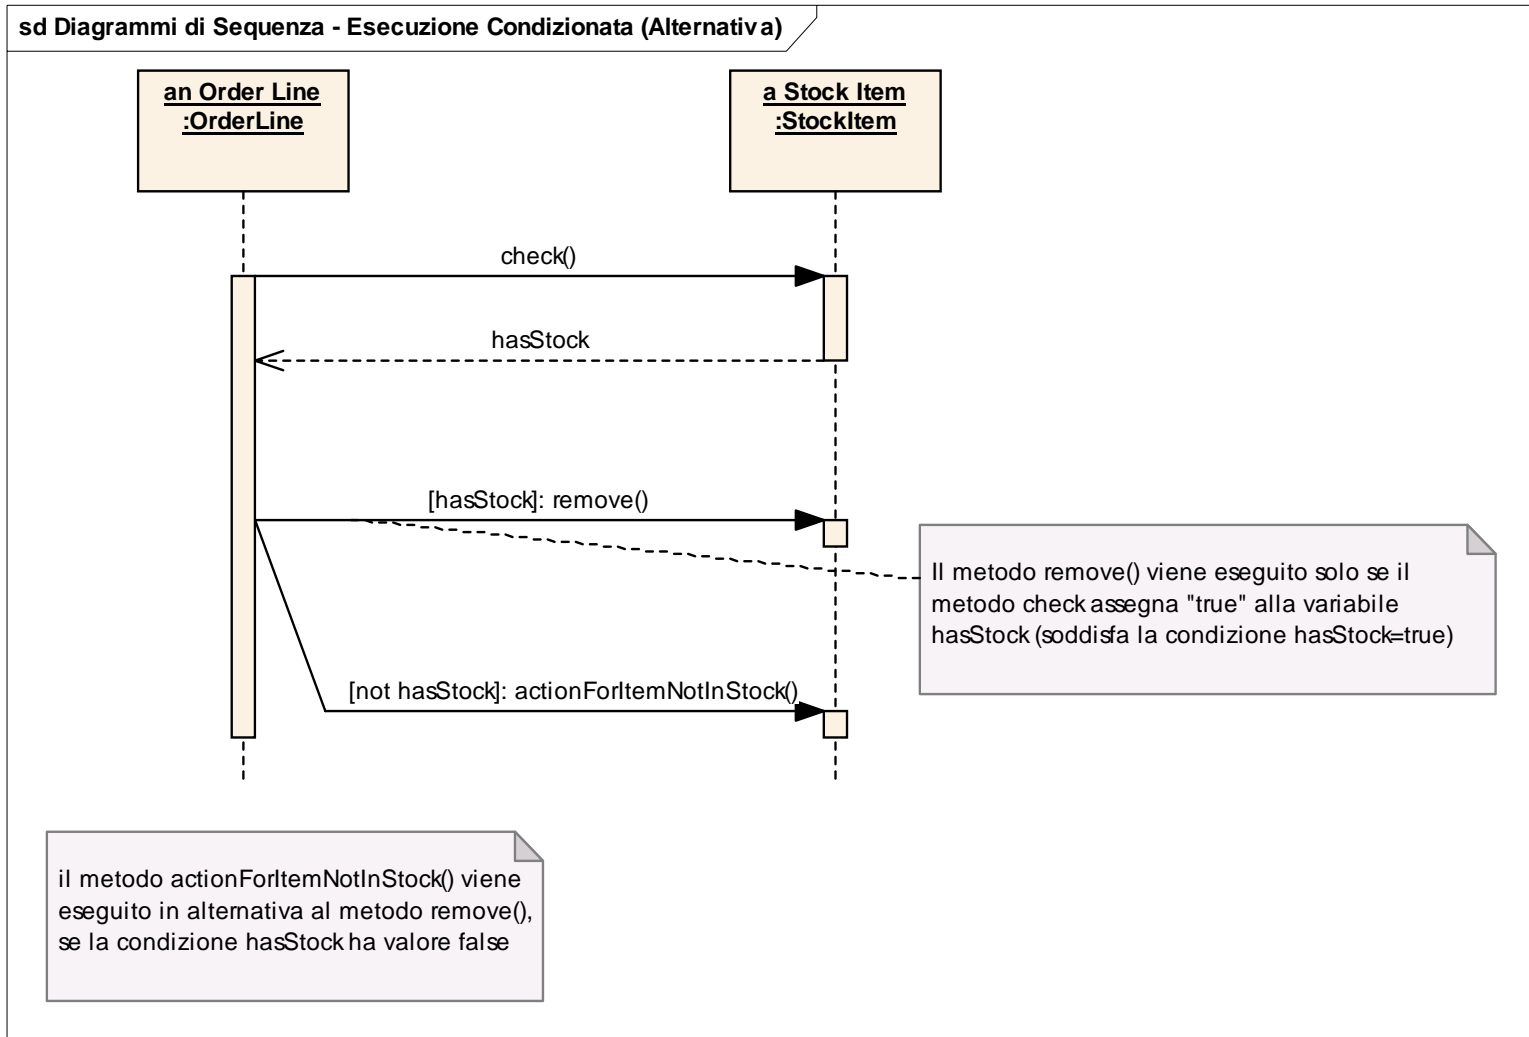 sd Diagrammi di Sequenza - Esecuzione Condizionata (Alternativa)
an Order Line
:OrderLine
a Stock Item
:StockItem
check()
hasStock
[hasStock]: remove()
Il metodo remove() viene eseguito solo se il
metodo check assegna "true" alla variabile
hasStock (soddisfa la condizione hasStock=true)
[not hasStock]: actionForItemNotInStock()
il metodo actionForItemNotInStock() viene
eseguito in alternativa al metodo remove(),
se la condizione hasStock ha valore false